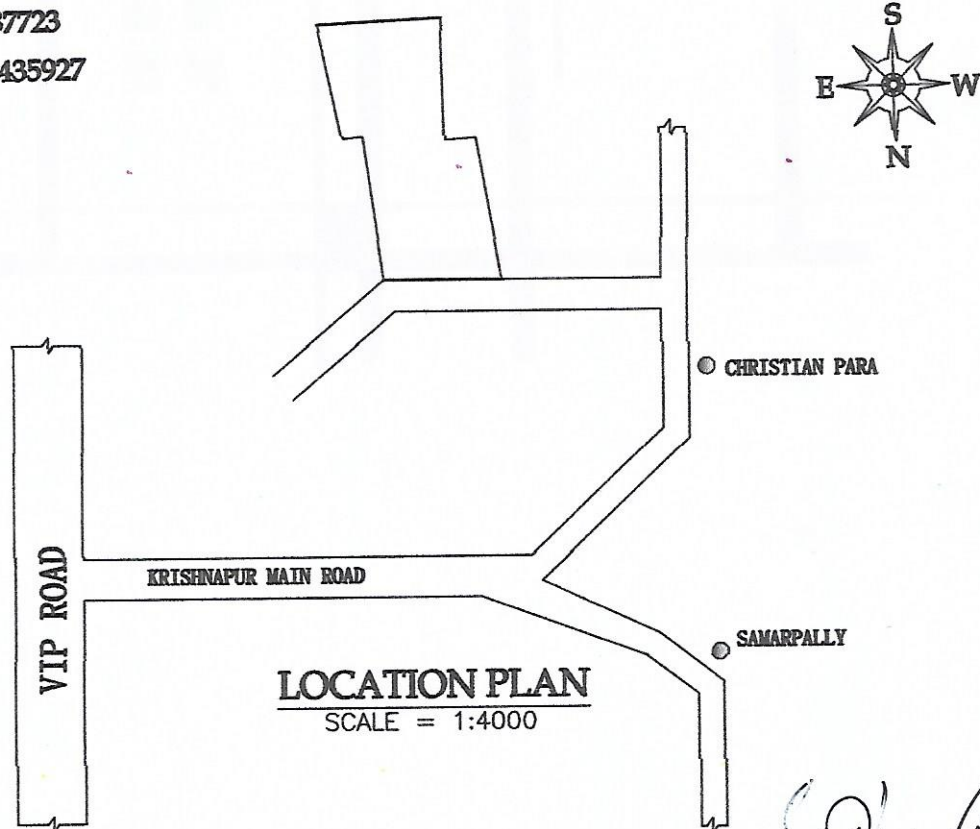 37723
435927
S
E
W
N
CHRISTIAN PARA
VIP ROAD
KRISHNAPUR MAIN ROAD
SAMARPALLY
LOCATION PLAN
SCALE = 1:4000